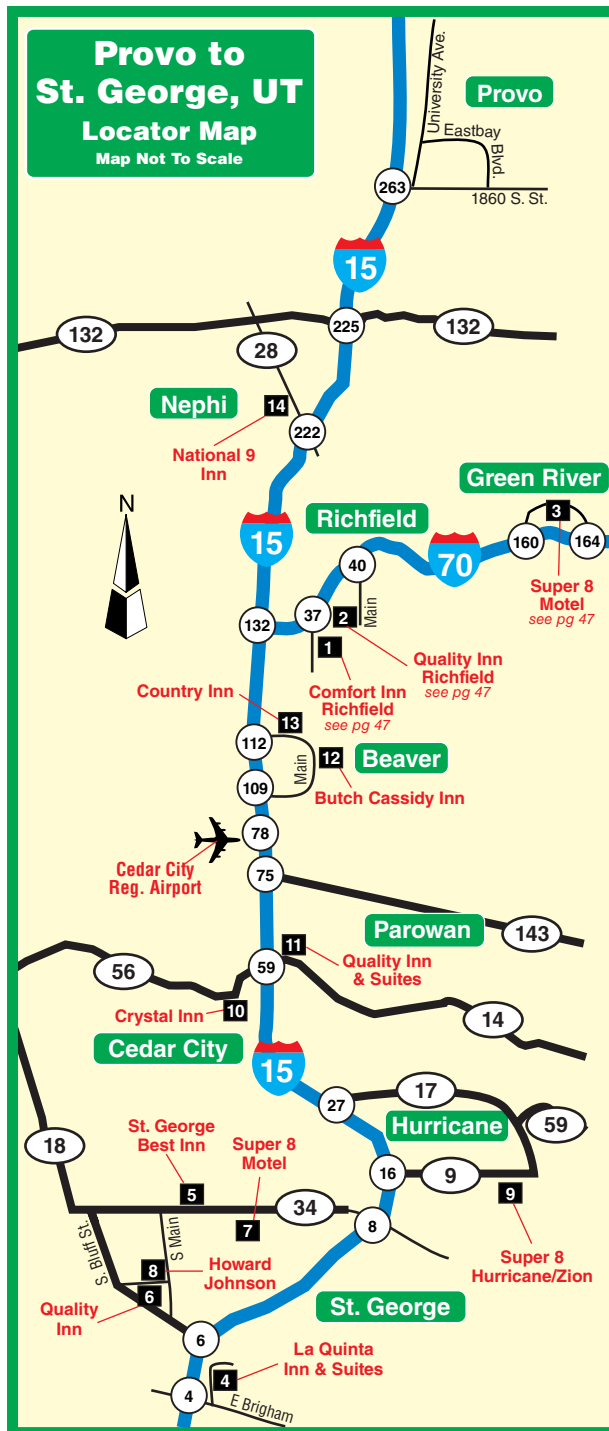 Provo to
St. George, UT
Locator Map
Map Not To Scale
University Ave.
Provo
Eastbay
Blvd.
263
1860 S. St.
15
132
225
132
28
Nephi
14
222
National 9
Inn
N
Green River
3
Richfield
15
160
164
70
40
Super 8
Motel
see pg 47
37
Main
132
2
1
Quality Inn
Richfield
see pg 47
Comfort Inn
Richfield
see pg 47
Country Inn
13
112
Main
12
Beaver
109
Butch Cassidy Inn
78
Cedar City
Reg. Airport
75
Parowan
143
11
Quality Inn
& Suites
59
56
Crystal Inn
10
14
Cedar City
15
27
17
Hurricane
59
18
St. George
Best Inn
Super 8
Motel
16
9
5
34
9
7
8
Super 8
Hurricane/Zion
S. Bluff St.
S Main
8
Howard
Johnson
6
Quality
Inn
St. George
6
La Quinta
Inn & Suites
4
4
E Brigham